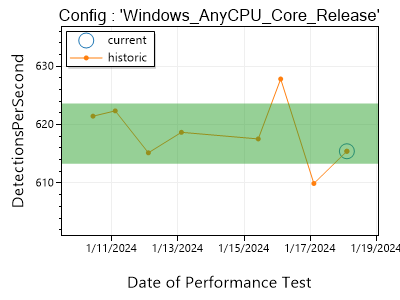 Config : 'Windows_AnyCPU_Core_Release'
current
historic
630
620
610
DetectionsPerSecond
1/11/2024
1/13/2024
1/15/2024
1/17/2024
1/19/2024
Date of Performance Test